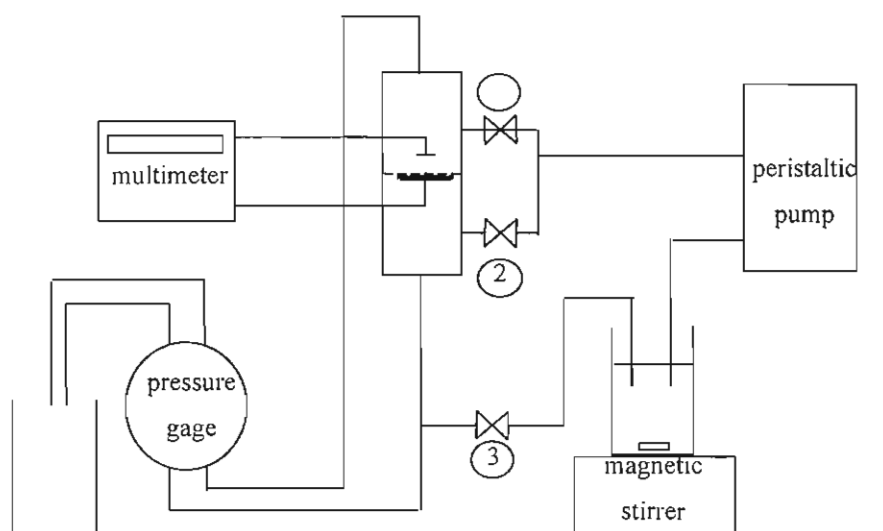 multimeter
peristaltic
pump
2
pressure
gage
3
magnetic
stirrer